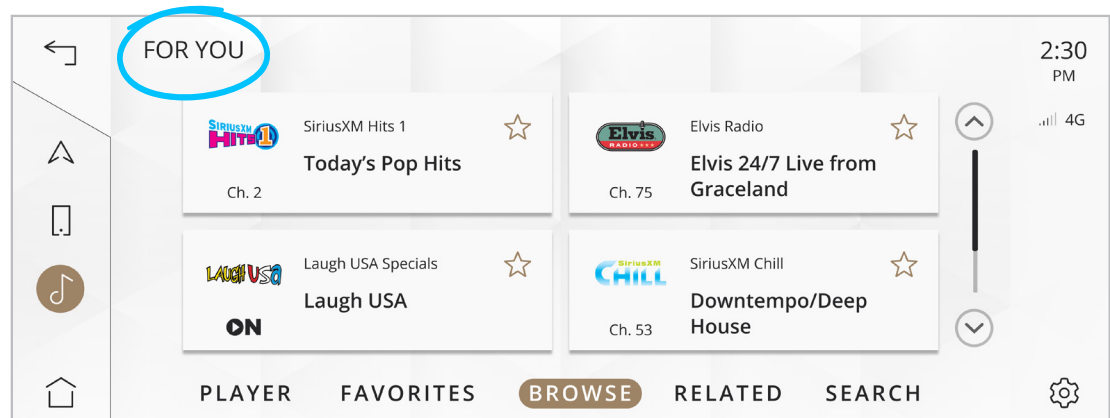 FOR YOU
2:30
PM
4G
SIRIUSXM
HITS 1
SiriusXM Hits 1
Today's Pop Hits
Ch. 2
Elvis
RADIO
Elvis Radio
Elvis 24/7 Live from
Graceland
Ch. 75
LAUGH USA
Laugh USA Specials
Laugh USA
ON
SiriusXM
CHILL
SiriusXM Chill
Downtempo/Deep
House
Ch. 53
PLAYER FAVORITES BROWSE RELATED SEARCH